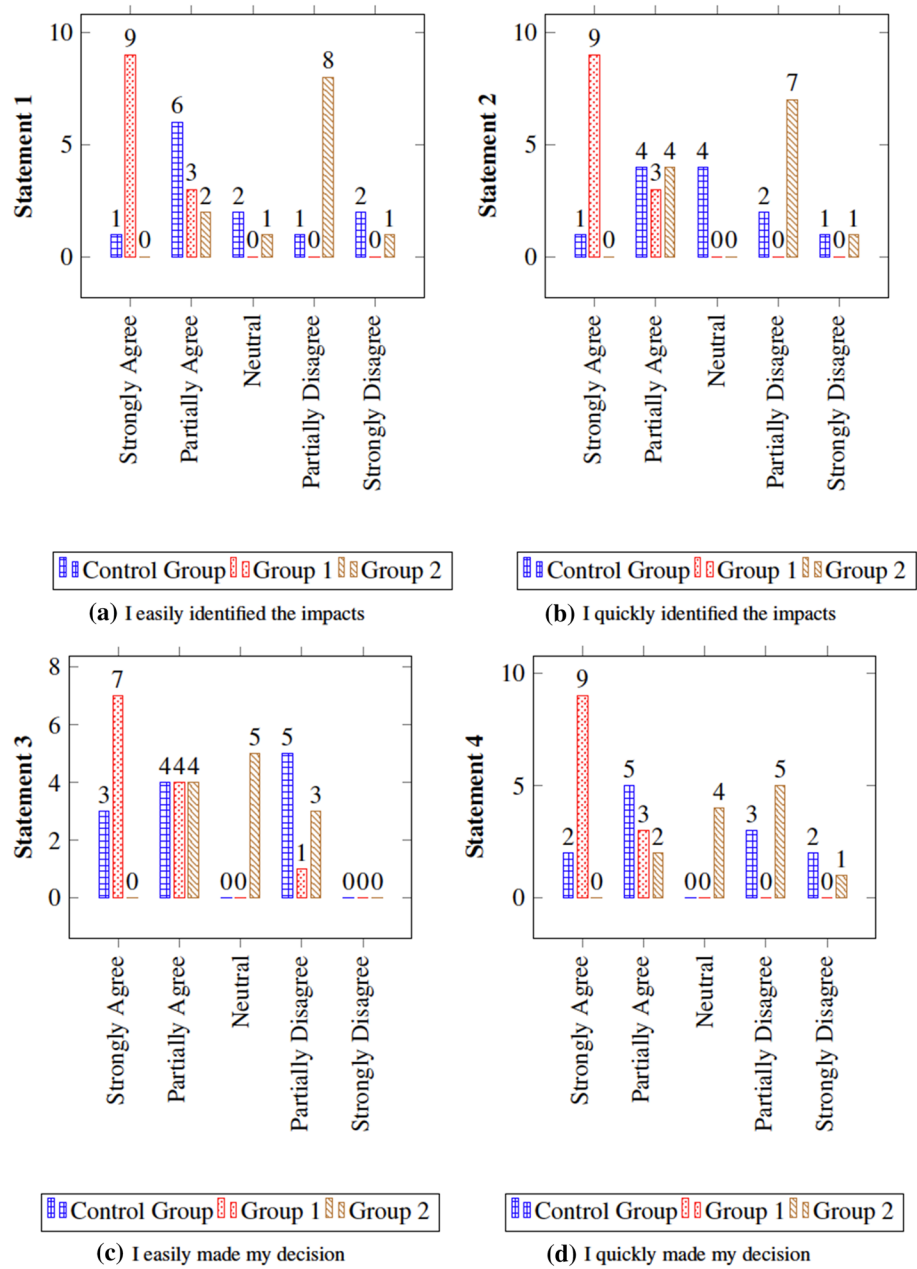 10
5
0
Statement 1
1
9
0
6
3
2
2
0
1
1
0
8
2
0
1
Strongly Agree
Partially Agree
Neutral
Partially Disagree
Strongly Disagree
Control Group Group 1 Group 2
(a) I easily identified the impacts
10
5
0
Statement 2
1
9
0
4
3
4
4
0
0
2
0
7
1
0
1
Strongly Agree
Partially Agree
Neutral
Partially Disagree
Strongly Disagree
Control Group Group 1 Group 2
(b) I quickly identified the impacts
8
6
4
2
0
Statement 3
3
7
0
4
4
4
0
0
5
5
1
3
0
0
0
Strongly Agree
Partially Agree
Neutral
Partially Disagree
Strongly Disagree
Control Group Group 1 Group 2
(c) I easily made my decision
10
5
0
Statement 4
2
9
0
5
3
2
0
0
4
3
0
5
2
0
1
Strongly Agree
Partially Agree
Neutral
Partially Disagree
Strongly Disagree
Control Group Group 1 Group 2
(d) I quickly made my decision